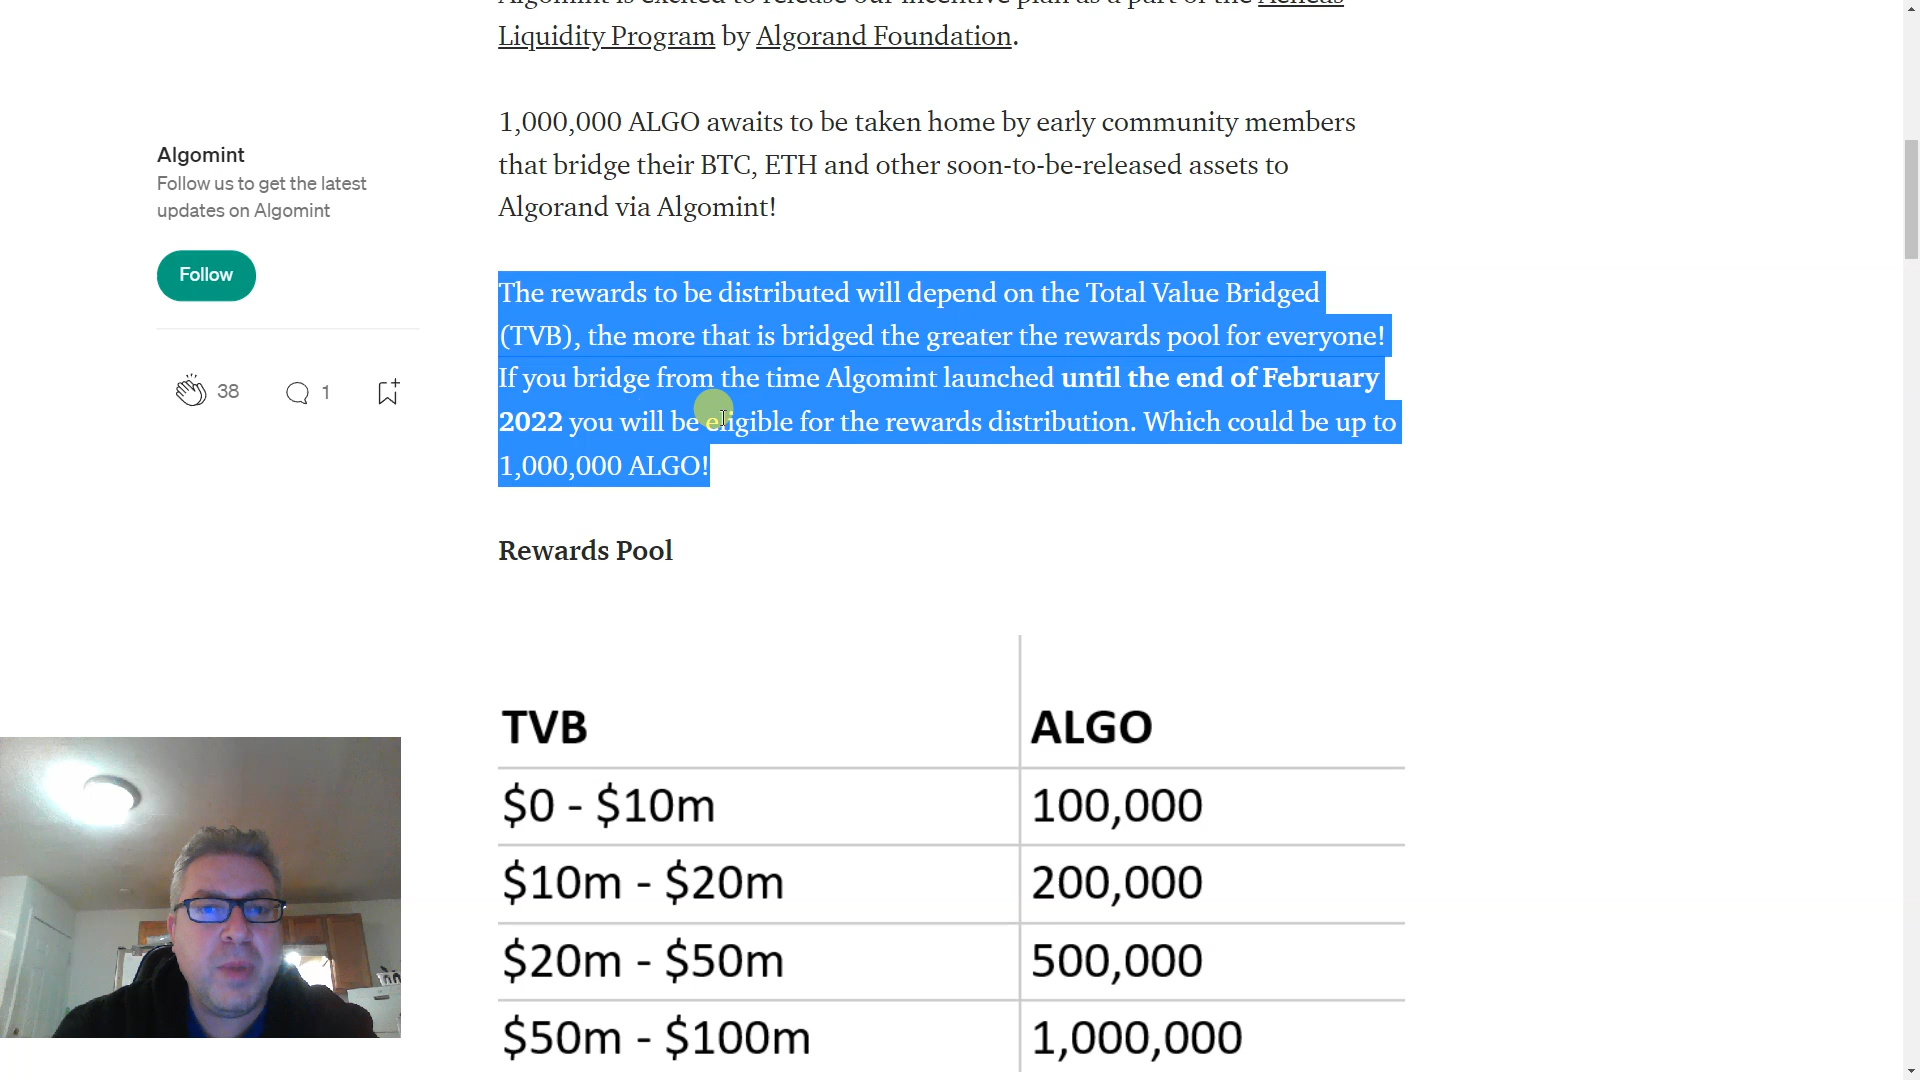 Liquidity Program by Algorand Foundation.
1,000,000 ALGO awaits to be taken home by early community members
that bridge their BTC, ETH and other soon-to-be-released assets to
Algorand via Algomint!
Algomint
Follow us to get the latest
updates on Algomint
Follow
38
1
The rewards to be distributed will depend on the Total Value Bridged
(TVB), the more that is bridged the greater the rewards pool for everyone!
If you bridge from the time Algomint launched until the end of February
2022 you will be eligible for the rewards distribution. Which could be up to
1,000,000 ALGO!
Rewards Pool
TVB ALGO
$0 - $10m 100,000
$10m - $20m 200,000
$20m - $50m 500,000
$50m - $100m 1,000,000